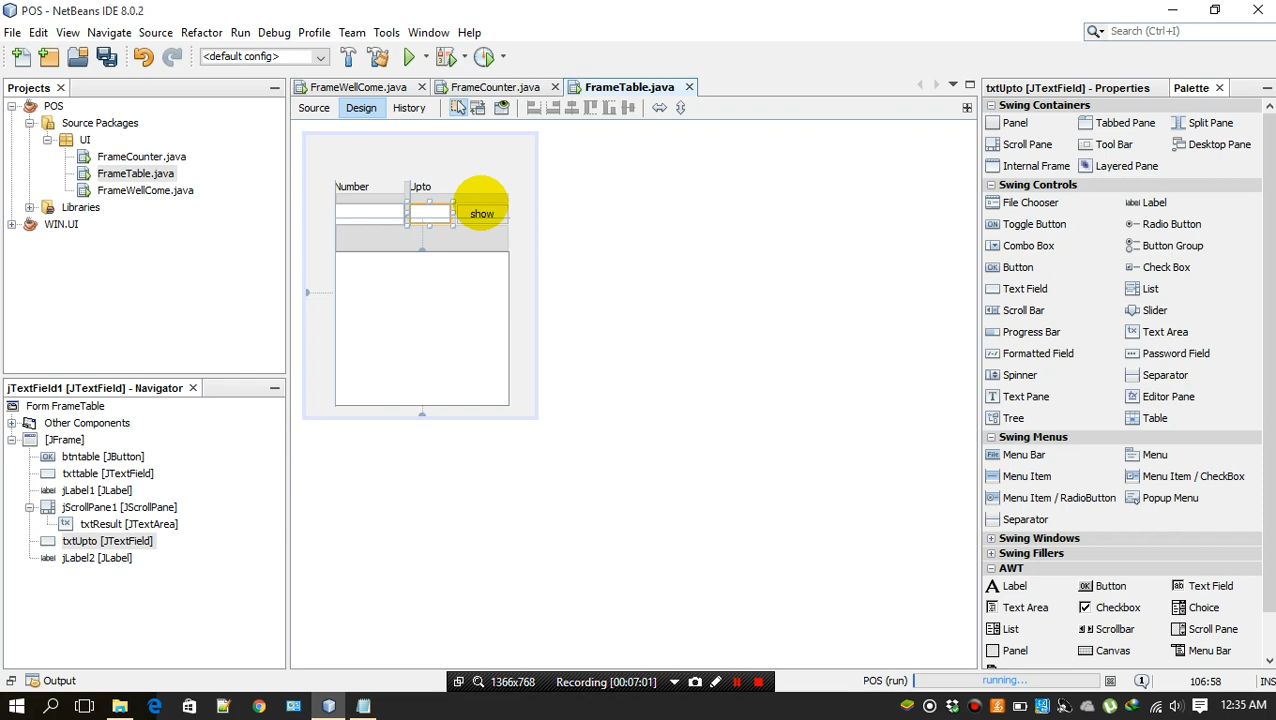 POS - NetBeans IDE 8.0.2
File Edit View Navigate Source Refactor Run Debug Profile Team Tools Window Help
Search (Ctrl+I)
<default config>
Projects
POS
Source Packages
UI
FrameCounter.java
FrameTable.java
FrameWellCome.java
Libraries
WIN.UI
FrameWellCome.java FrameCounter.java FrameTable.java
Source Design History
Number Upto
show
jTextField1 [JTextField] - Navigator
Form FrameTable
Other Components
[JFrame]
btntable [JButton]
txttable [JTextField]
jLabel1 [JLabel]
jScrollPane1 [JScrollPane]
txtResult [JTextArea]
txtUpto [JTextField]
jLabel2 [JLabel]
txtUpto [JTextField] - Properties Palette
Swing Containers
Panel Tabbed Pane Split Pane
Scroll Pane Tool Bar Desktop Pane
Internal Frame Layered Pane
Swing Controls
File Chooser Label
Toggle Button Radio Button
Combo Box Button Group
Button Check Box
Text Field List
Scroll Bar Slider
Progress Bar Text Area
Formatted Field Password Field
Spinner Separator
Text Pane Editor Pane
Tree Table
Swing Menus
Menu Bar Menu
Menu Item Menu Item / CheckBox
Menu Item / RadioButton Popup Menu
Separator
Swing Windows
Swing Fillers
AWT
Label Button Text Field
Text Area Checkbox Choice
List Scrollbar Scroll Pane
Panel Canvas Menu Bar
Output
1366x768 Recording [00:07:01]
POS (run) running... 106:58 INS
12:35 AM